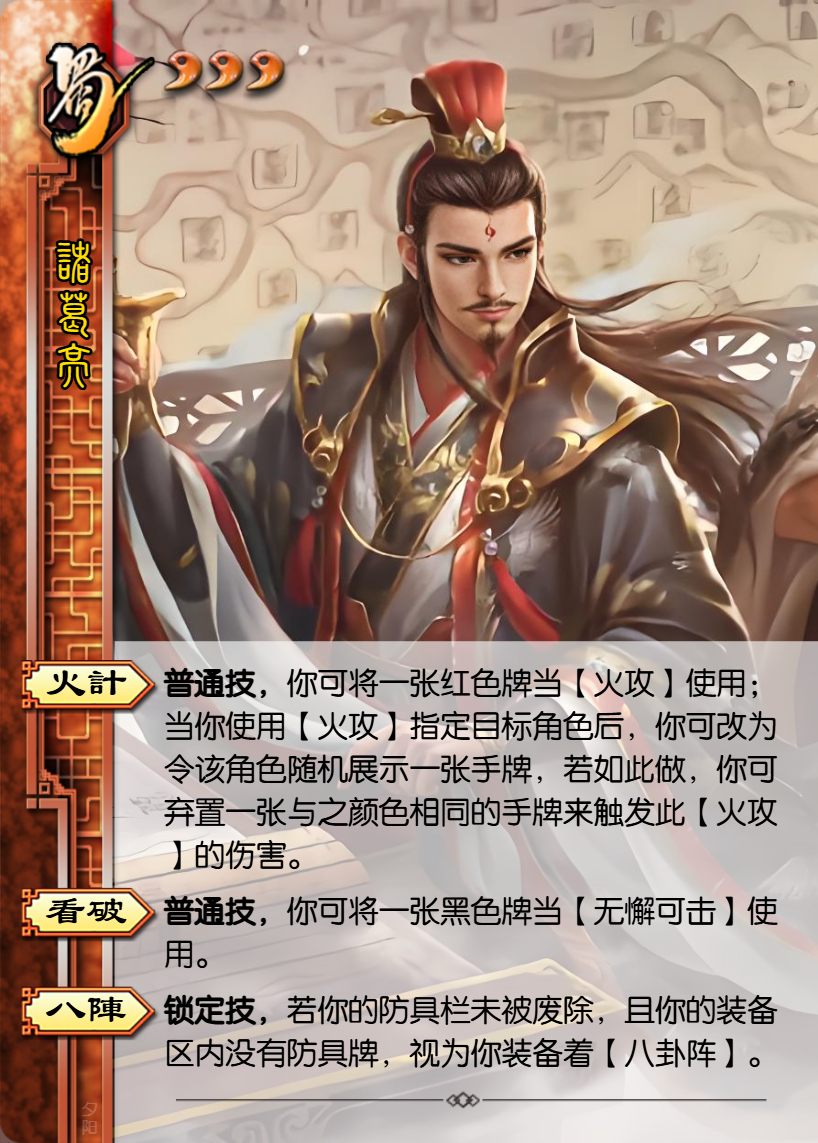 蜀
諸葛亮
火計
普通技，你可将一张红色牌当【火攻】使用；
当你使用【火攻】指定目标角色后，你可改为
令该角色随机展示一张手牌，若如此做，你可
弃置一张与之颜色相同的手牌来触发此【火攻
】的伤害。
看破
普通技，你可将一张黑色牌当【无懈可击】使
用。
八陣
锁定技，若你的防具栏未被废除，且你的装备
区内没有防具牌，视为你装备着【八卦阵】。
夕阳